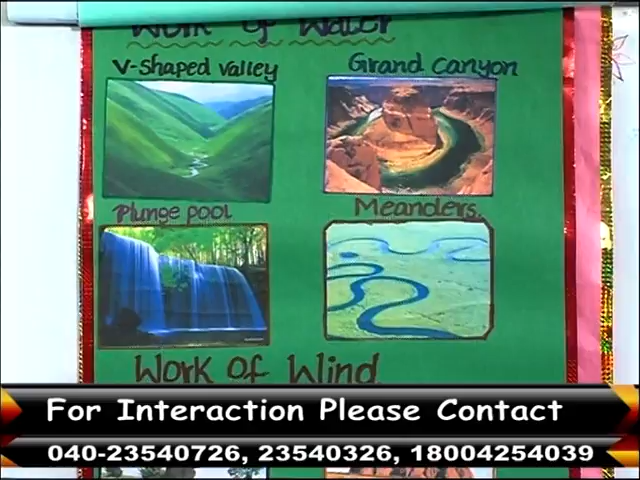 Work of Water
V-shaped valley
Grand Canyon
Plunge pool
Meanders.
Work of Wind
For Interaction Please Contact
040-23540726, 23540326, 18004254039